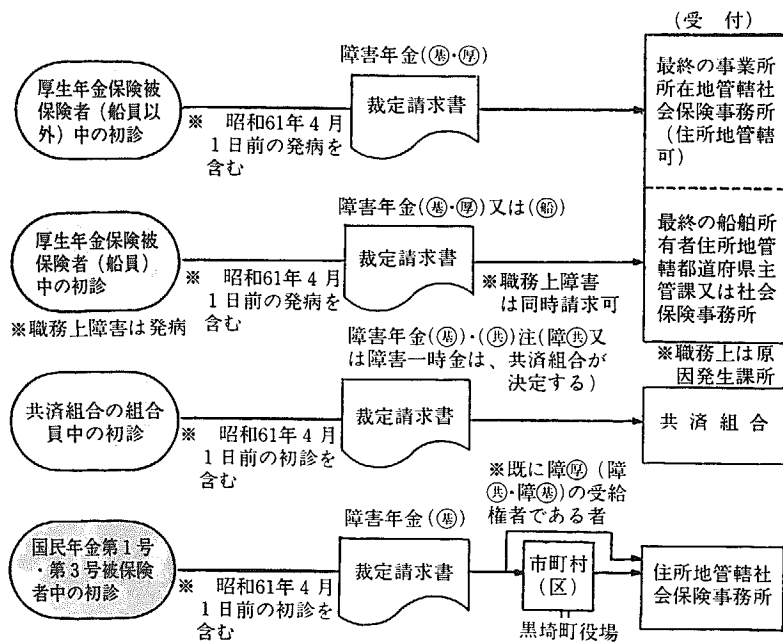 (受　付)
障害年金(㊥基・㊥厚)
厚生年金保険被
保険者（船員以
外）中の初診
※　昭和61年４月
１日前の発病を
含む
裁定請求書
最終の事業所
所在地管轄社
会保険事務所
（住所地管轄
可）
障害年金(基・厚)又は(船)
厚生年金保険被
保険者（船員）
中の初診
※職務上障害は発病
※　昭和61年４月
１日前の発病を
含む
裁定請求書
※職務上障害
は同時請求可
最終の船舶所
有者住所地管
轄都道府県主
管課又は社会
保険事務所
※職務上は原
因発生課所
障害年金(基)・(共)注(障共又
は障害一時金は、共済組合が
決定する)
共済組合の組合
員中の初診
※　昭和61年４月
１日前の初診を
含む
裁定請求書
共済組合
※既に障厚（障
共・障基）の受給
権者である者
障害年金(基)
国民年金第１号
・第３号被保険
者中の初診
※　昭和61年４月
１日前の初診を
含む
裁定請求書
市町村
（区）
黒埼町役場
住所地管轄社
会保険事務所